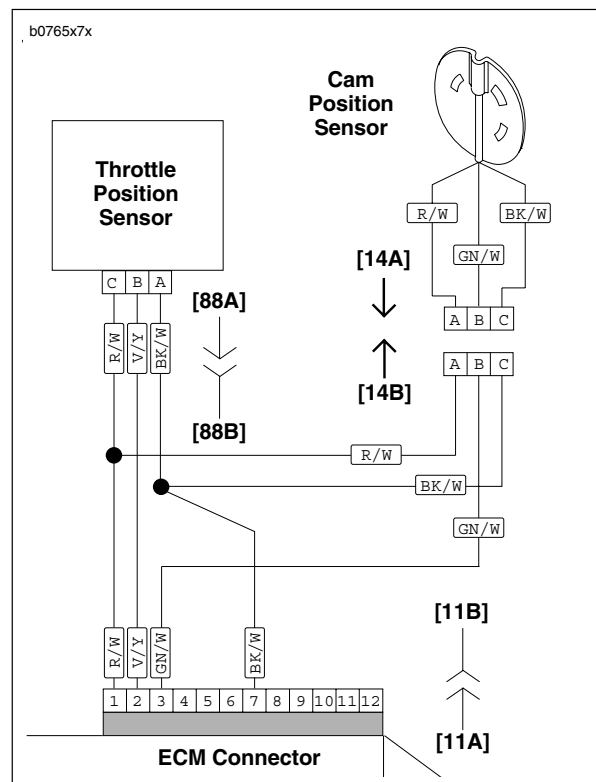 b0765x7x
Cam
Position
Sensor
Throttle
Position
Sensor
R/W
BK/W
GN/W
[14A]
C B A
[88A]
A B C
R/W
V/Y
BK/W
A B C
[14B]
[88B]
R/W
BK/W
GN/W
[11B]
R/W
V/Y
GN/W
BK/W
1 2 3 4 5 6 7 8 9 10 11 12
[11A]
ECM Connector